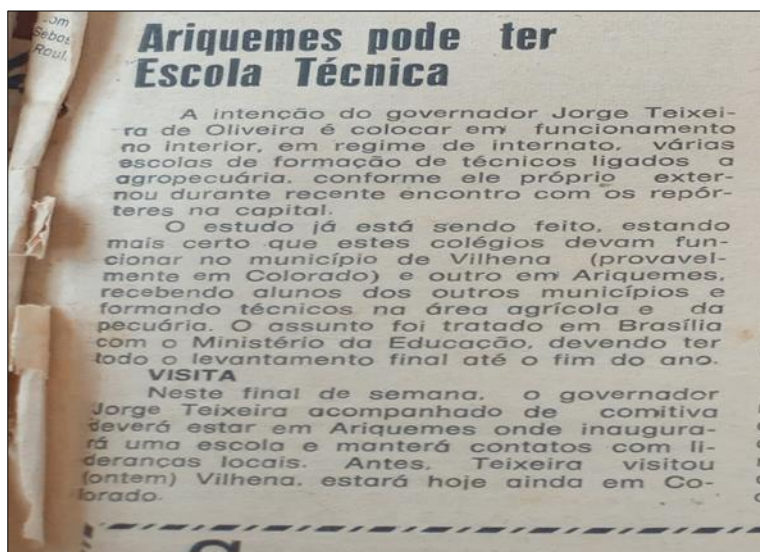 om
Sebas
Roul.
Ariquemes pode ter
Escola Técnica
A intenção do governador Jorge Teixei-
ra de Oliveira é colocar em funcionamento
no interior, em regime de internato, várias
escolas de formação de técnicos ligados a
agropecuária, conforme ele próprio exter-
nou durante recente encontro com os repór-
teres na capital.
O estudo já está sendo feito, estando
mais certo que estes colégios devam fun-
cionar no município de Vilhena (provavel-
mente em Colorado) e outro em Ariquemes,
recebendo alunos dos outros municípios e
formando técnicos na área agrícola e da
pecuária. O assunto foi tratado em Brasília
com o Ministério da Educação, devendo ter
todo o levantamento final até o fim do ano.
VISITA
Neste final de semana, o governador
Jorge Teixeira acompanhado de comitiva
deverá estar em Ariquemes onde inaugura-
rá uma escola e manterá contatos com li-
deranças locais. Antes, Teixeira visitou
(ontem) Vilhena, estará hoje ainda em Co-
lorado.